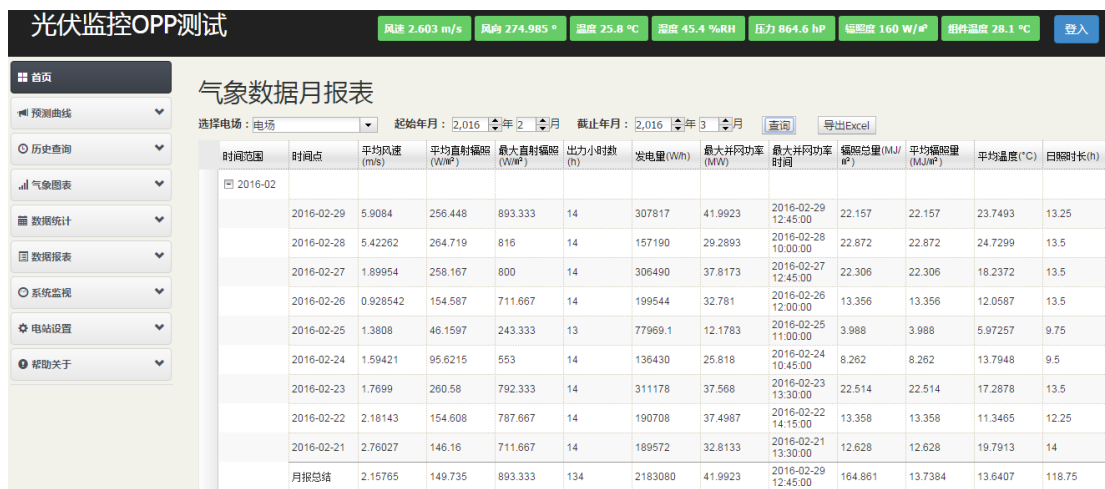 光伏监控OPP测试
风速 2.603 m/s 风向 274.985 ° 温度 25.8 ℃ 湿度 45.4 %RH 压力 864.6 hP 辐照度 160 W/㎡ 组件温度 28.1 ℃ 登入
首页
预测曲线
历史查询
气象图表
数据统计
数据报表
系统监视
电站设置
帮助关于
气象数据月报表
选择电场：电场 起始年月： 2,016 年 2 月 截止年月： 2,016 年 3 月 查询 导出Excel
时间范围 时间点 平均风速(m/s) 平均直射辐照(W/㎡) 最大直射辐照(W/㎡) 出力小时数(h) 发电量(W/h) 最大并网功率(MW) 最大并网功率时间 辐照总量(MJ/㎡) 平均辐照量(MJ/㎡) 平均温度(°C) 日照时长(h)
2016-02
2016-02-29 5.9084 256.448 893.333 14 307817 41.9923 2016-02-29 12:45:00 22.157 22.157 23.7493 13.25
2016-02-28 5.42262 264.719 816 14 157190 29.2893 2016-02-28 10:00:00 22.872 22.872 24.7299 13.5
2016-02-27 1.89954 258.167 800 14 306490 37.8173 2016-02-27 12:45:00 22.306 22.306 18.2372 13.5
2016-02-26 0.928542 154.587 711.667 14 199544 32.781 2016-02-26 12:00:00 13.356 13.356 12.0587 13.5
2016-02-25 1.3808 46.1597 243.333 13 77969.1 12.1783 2016-02-25 11:00:00 3.988 3.988 5.97257 9.75
2016-02-24 1.59421 95.6215 553 14 136430 25.818 2016-02-24 10:45:00 8.262 8.262 13.7948 9.5
2016-02-23 1.7699 260.58 792.333 14 311178 37.568 2016-02-23 13:30:00 22.514 22.514 17.2878 13.5
2016-02-22 2.18143 154.608 787.667 14 190708 37.4987 2016-02-22 14:15:00 13.358 13.358 11.3465 12.25
2016-02-21 2.76027 146.16 711.667 14 189572 32.8133 2016-02-21 13:30:00 12.628 12.628 19.7913 14
月报总结 2.15765 149.735 893.333 134 2183080 41.9923 2016-02-29 12:45:00 164.861 13.7384 13.6407 118.75